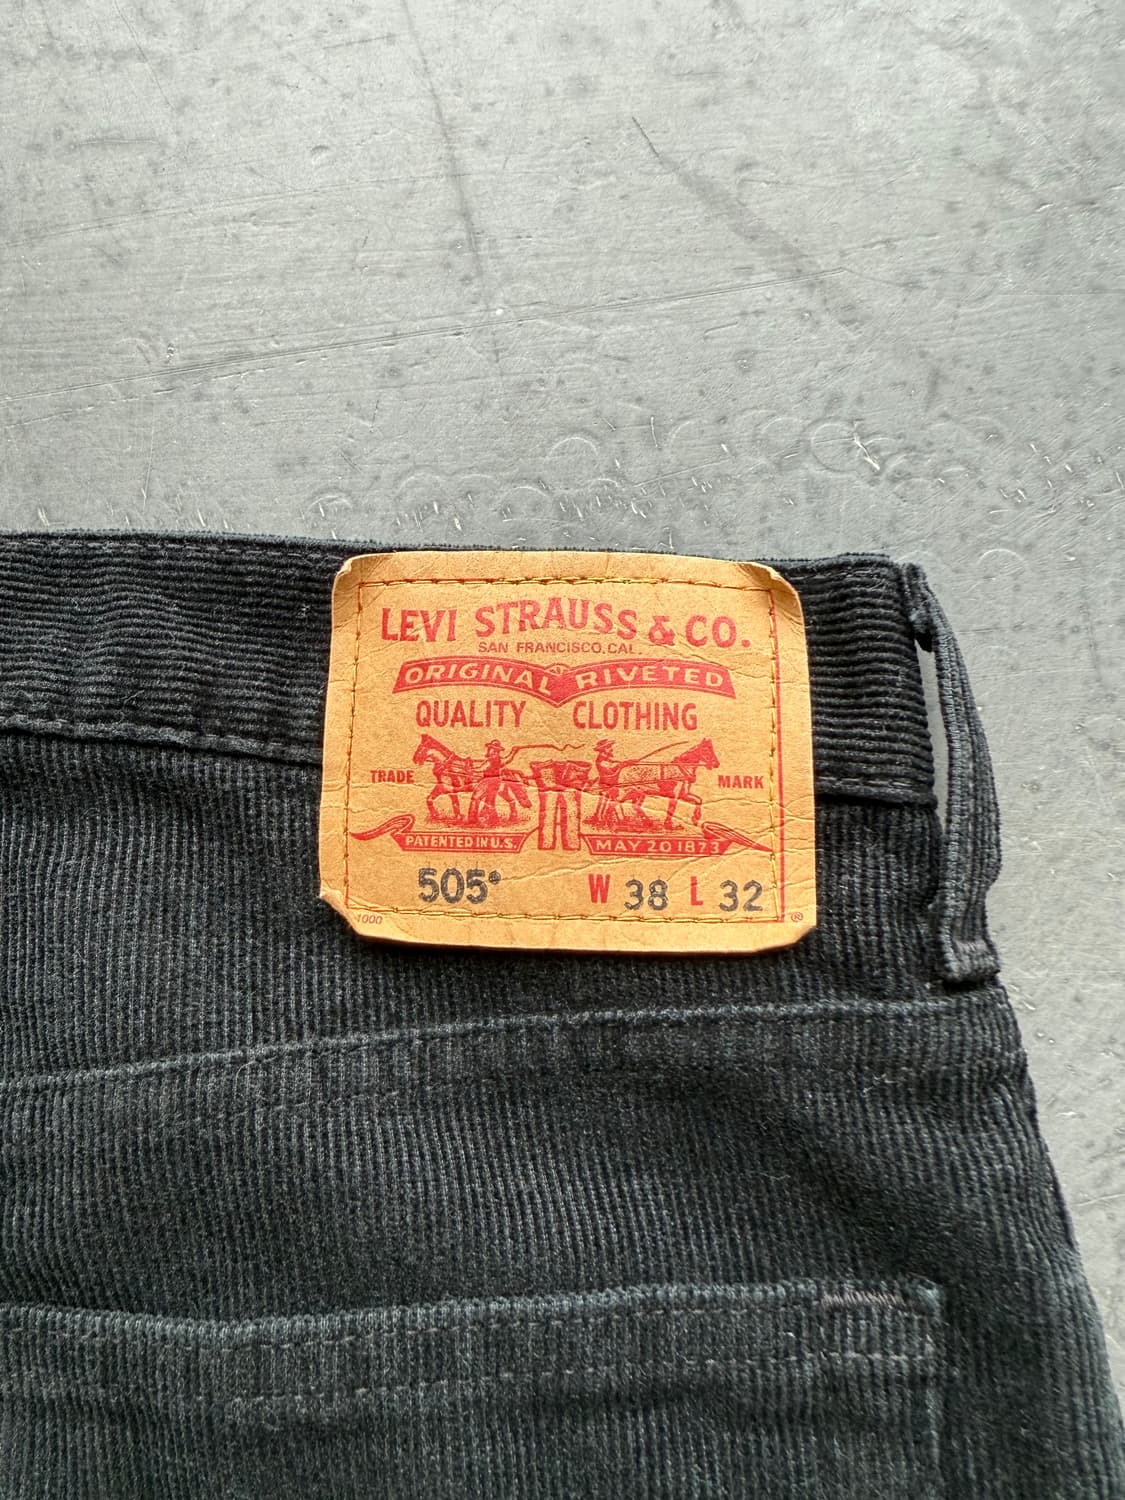 LEVI STRAUSS & CO.
SAN FRANCISCO, CAL.
ORIGINAL RIVETED
QUALITY CLOTHING
TRADE MARK
PATENTED IN U.S. MAY 20 1873
505* W 38 L 32
1000 ®